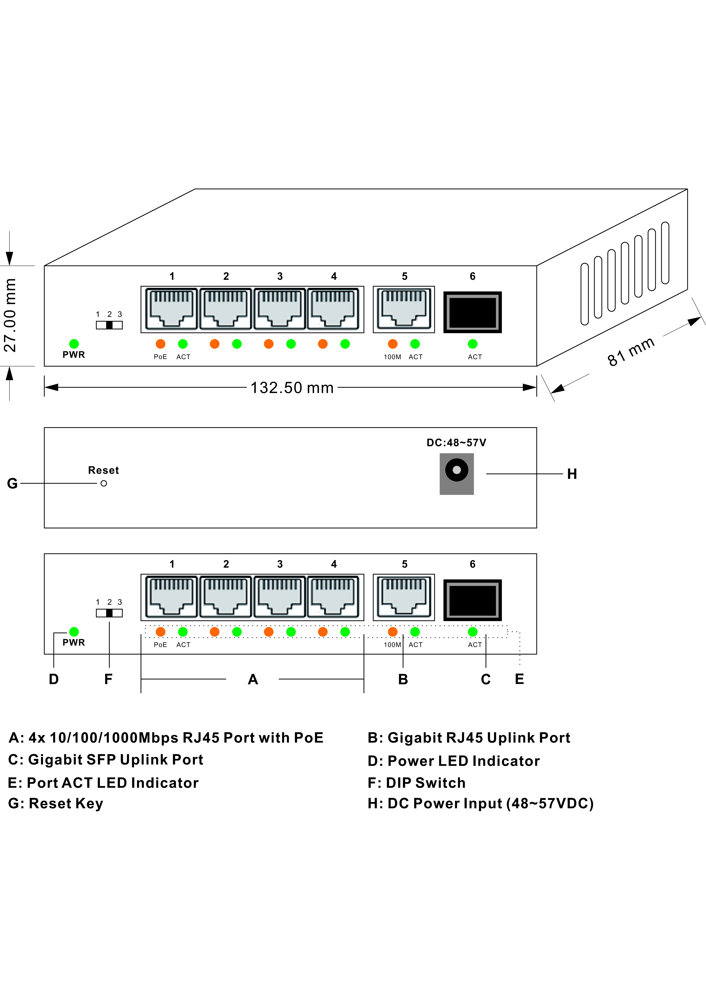 1 2 3 4 5 6
1 2 3
PWR
PoE ACT 100M ACT ACT
27.00 mm
132.50 mm
81 mm
DC:48~57V
Reset
G
H
1 2 3 4 5 6
1 2 3
PWR
PoE ACT 100M ACT ACT
D F A B C E
A: 4x 10/100/1000Mbps RJ45 Port with PoE
B: Gigabit RJ45 Uplink Port
C: Gigabit SFP Uplink Port
D: Power LED Indicator
E: Port ACT LED Indicator
F: DIP Switch
G: Reset Key
H: DC Power Input (48~57VDC)